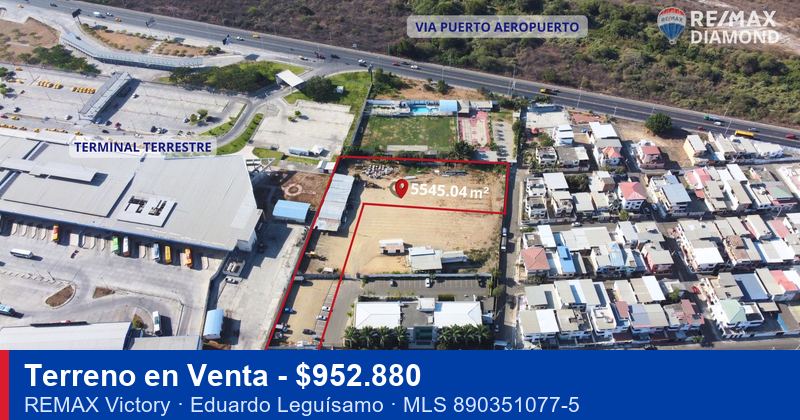 VIA PUERTO AEROPUERTO
RE/MAX
DIAMOND
TERMINAL TERRESTRE
5545.04 m²
Terreno en Venta - $952.880
REMAX Victory · Eduardo Leguísamo · MLS 890351077-5